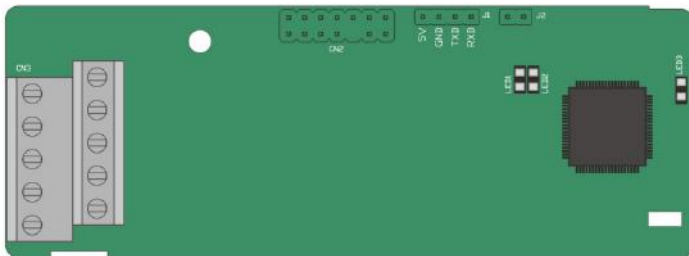 CN3
CN2
5V
GND
TXD
RXD
J4
J2
LED1
LED2
LED3